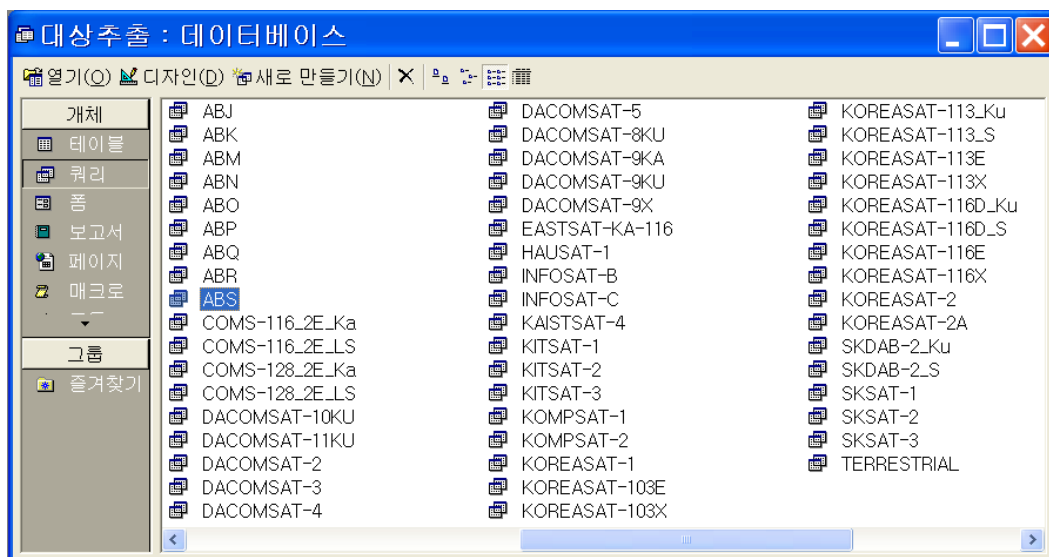 대상추출 : 데이터베이스
열기(O) 디자인(D) 새로 만들기(N)
개체
테이블
쿼리
폼
보고서
페이지
매크로
그룹
즐겨찾기
ABJ
ABK
ABM
ABN
ABO
ABP
ABQ
ABR
ABS
COMS-116_2E_Ka
COMS-116_2E_LS
COMS-128_2E_Ka
COMS-128_2E_LS
DACOMSAT-10KU
DACOMSAT-11KU
DACOMSAT-2
DACOMSAT-3
DACOMSAT-4
DACOMSAT-5
DACOMSAT-8KU
DACOMSAT-9KA
DACOMSAT-9KU
DACOMSAT-9X
EASTSAT-KA-116
HAUSAT-1
INFOSAT-B
INFOSAT-C
KAISTSAT-4
KITSAT-1
KITSAT-2
KITSAT-3
KOMPSAT-1
KOMPSAT-2
KOREASAT-1
KOREASAT-103E
KOREASAT-103X
KOREASAT-113_Ku
KOREASAT-113_S
KOREASAT-113E
KOREASAT-113X
KOREASAT-116D_Ku
KOREASAT-116D_S
KOREASAT-116E
KOREASAT-116X
KOREASAT-2
KOREASAT-2A
SKDAB-2_Ku
SKDAB-2_S
SKSAT-1
SKSAT-2
SKSAT-3
TERRESTRIAL